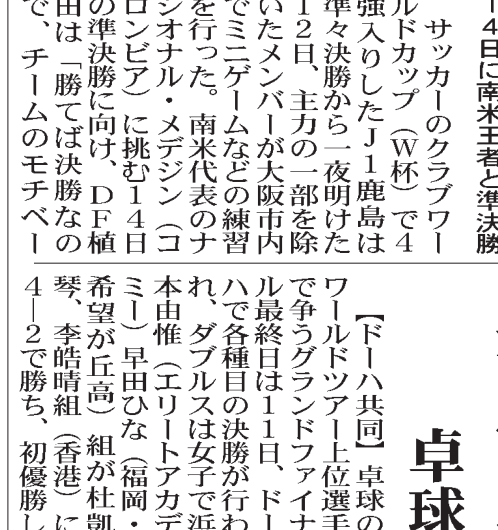 14日に南米王者と準決勝
サッカーのクラブワー
ルドカップ（W杯）で4
強入りしたJ1鹿島は
準々決勝から一夜明けた
12日、主力の一部を除
いたメンバーが大阪市内
でミニゲームなどの練習
を行った。南米代表のナ
シオナル・メデジン（コ
ロンビア）に挑む14日
の準決勝に向け、DF植
田は「勝てば決勝なの
で、チームのモチベー
卓球
【ドーハ共同】卓球の
ワールドツアー上位選手
で争うグランドファイナ
ル最終日は11日、ドー
ハで各種目の決勝が行わ
れ、ダブルスは女子で浜
本由惟（エリートアカデ
ミー）早田ひな（福岡・
希望が丘高）組が杜凱
琴、李皓晴組（香港）に
4―2で勝ち、初優勝し